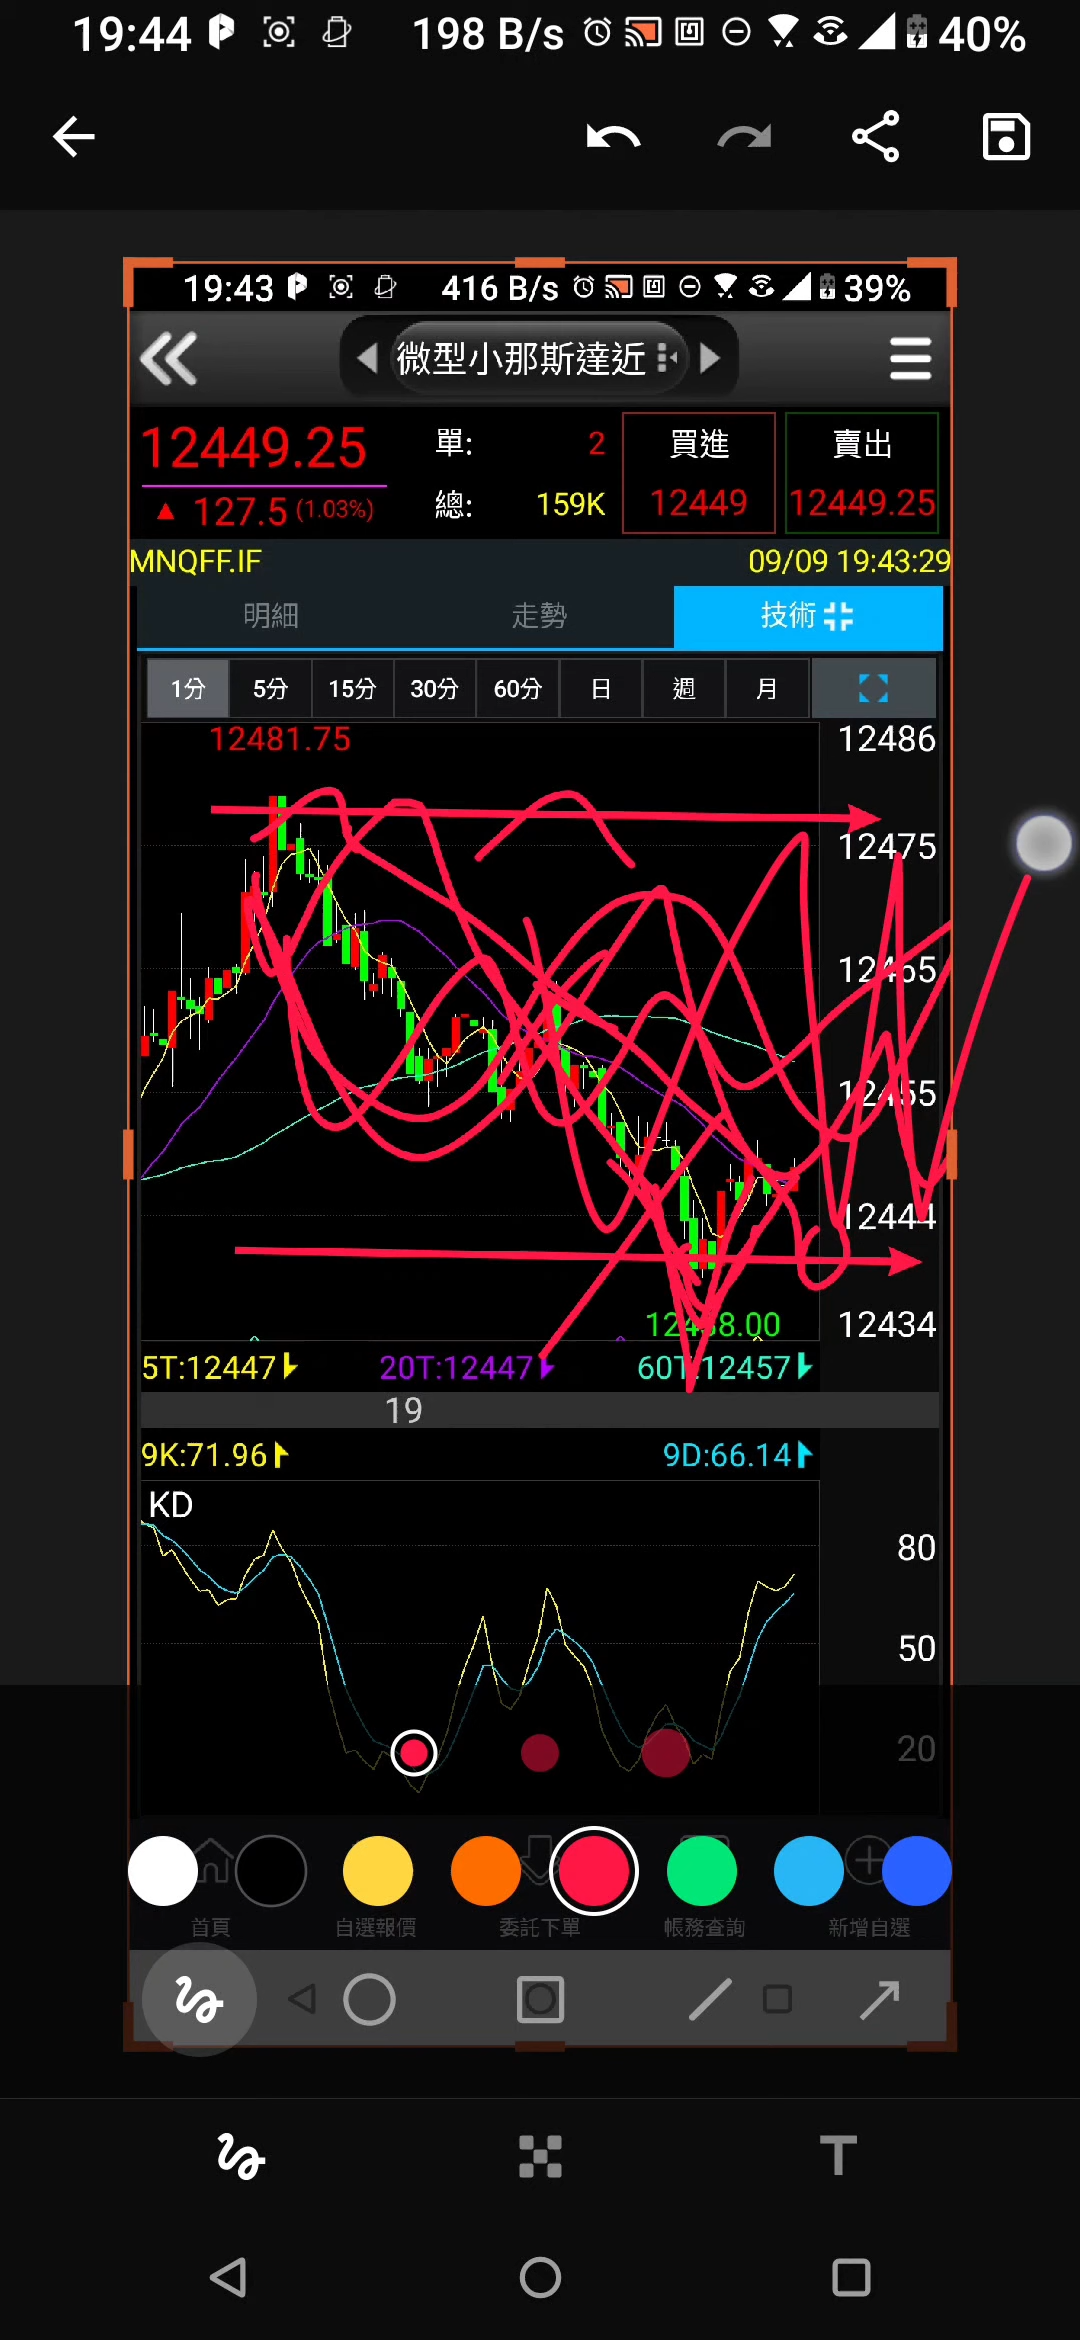 19:44 198 B/s 40%
19:43 416 B/s 39%
微型小那斯達近
12449.25
▲ 127.5 (1.03%)
單: 2
總: 159K
買進
12449
賣出
12449.25
MNQFF.IF 09/09 19:43:29
明細 走勢 技術
1分 5分 15分 30分 60分 日 週 月
12481.75
12486
12475
12465
12455
12444
12434
5T:12447 20T:12447 60T:12457
19
9K:71.96 9D:66.14
KD
80
50
20
首頁 自選報價 委託下單 帳務查詢 新增自選
T